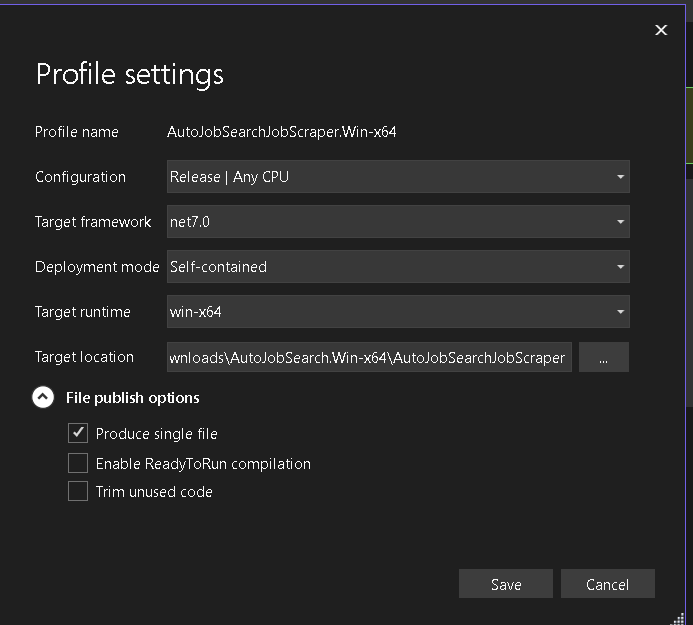 Profile settings
Profile name AutoJobSearchJobScraper.Win-x64
Configuration Release | Any CPU
Target framework net7.0
Deployment mode Self-contained
Target runtime win-x64
Target location wnloads\AutoJobSearch.Win-x64\AutoJobSearchJobScraper ...
File publish options
Produce single file
Enable ReadyToRun compilation
Trim unused code
Save Cancel